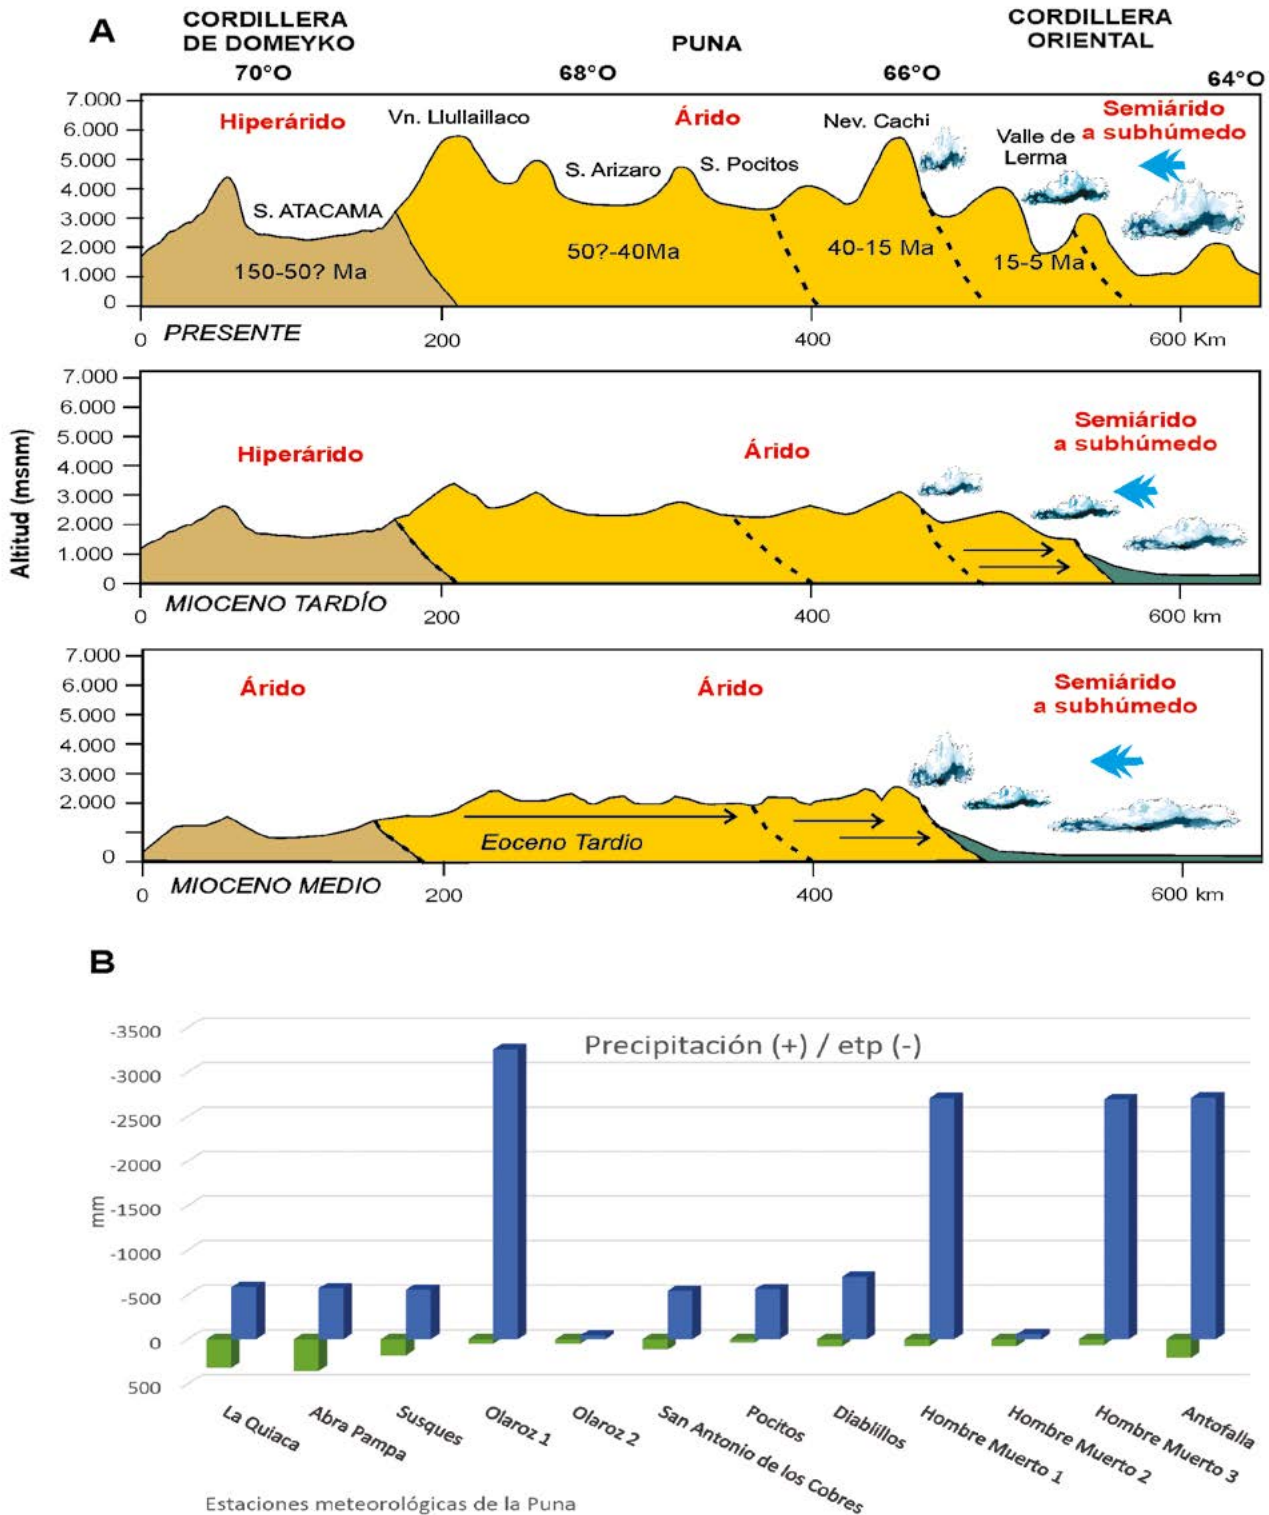 A
CORDILLERA
DE DOMEYKO
PUNA
CORDILLERA
ORIENTAL
70°O
68°O
66°O
64°O
7.000
6.000
5.000
4.000
3.000
2.000
1.000
0
Hiperárido
Vn. Llullaillaco
Árido
Nev. Cachi
Semiárido
a subhúmedo
Valle de
Lerma
S. Arizaro
S. Pocitos
S. ATACAMA
150-50? Ma
50?-40Ma
40-15 Ma
15-5 Ma
0
PRESENTE
200
400
600 Km
Altitud (msnm)
7.000
6.000
5.000
4.000
3.000
2.000
1.000
0
Hiperárido
Árido
Semiárido
a subhúmedo
0
MIOCENO TARDÍO
200
400
600 km
7.000
6.000
5.000
4.000
3.000
2.000
0
Árido
Árido
Semiárido
a subhúmedo
Eoceno Tardio
0
MIOCENO MEDIO
200
400
600 km
B
Precipitación (+) / etp (-)
mm
-3500
-3000
-2500
-2000
-1500
-1000
-500
0
500
La Quiaca
Abra Pampa
Susques
Olaroz 1
Olaroz 2
San Antonio de los Cobres
Pocitos
Diablillos
Hombre Muerto 1
Hombre Muerto 2
Hombre Muerto 3
Antofalla
Estaciones meteorológicas de la Puna